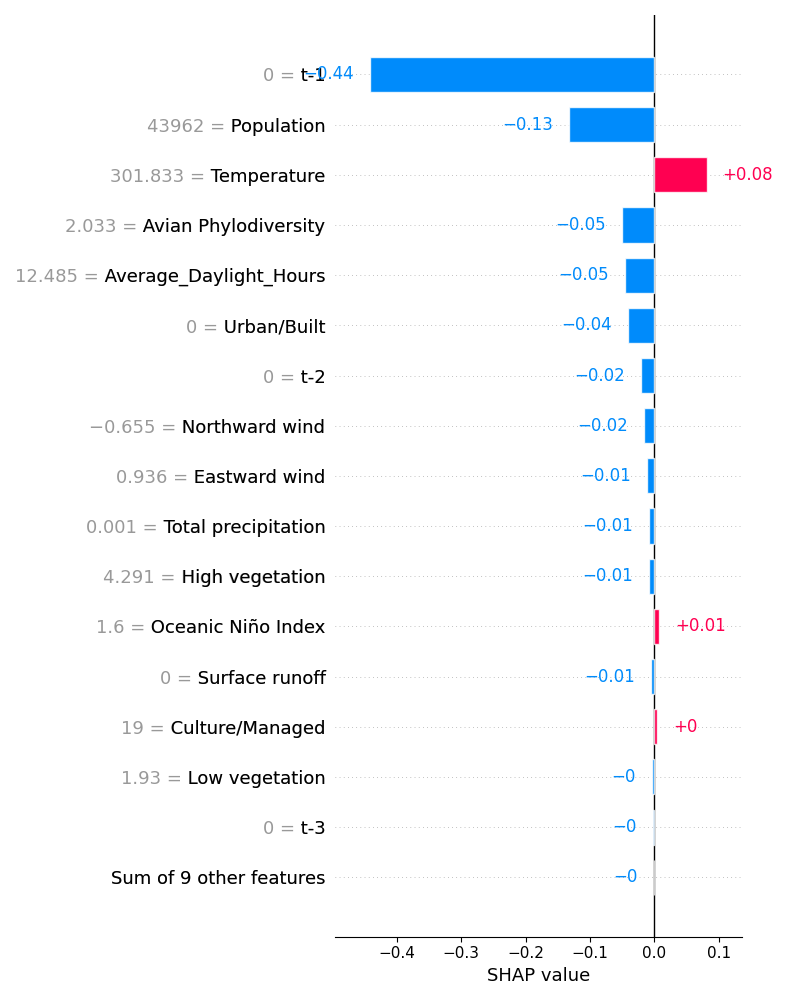 0 = t-1 −0.44
43962 = Population −0.13
301.833 = Temperature +0.08
2.033 = Avian Phylodiversity −0.05
12.485 = Average_Daylight_Hours −0.05
0 = Urban/Built −0.04
0 = t-2 −0.02
−0.655 = Northward wind −0.02
0.936 = Eastward wind −0.01
0.001 = Total precipitation −0.01
4.291 = High vegetation −0.01
1.6 = Oceanic Niño Index +0.01
0 = Surface runoff −0.01
19 = Culture/Managed +0
1.93 = Low vegetation −0
0 = t-3 −0
Sum of 9 other features −0
−0.4 −0.3 −0.2 −0.1 0.0 0.1
SHAP value